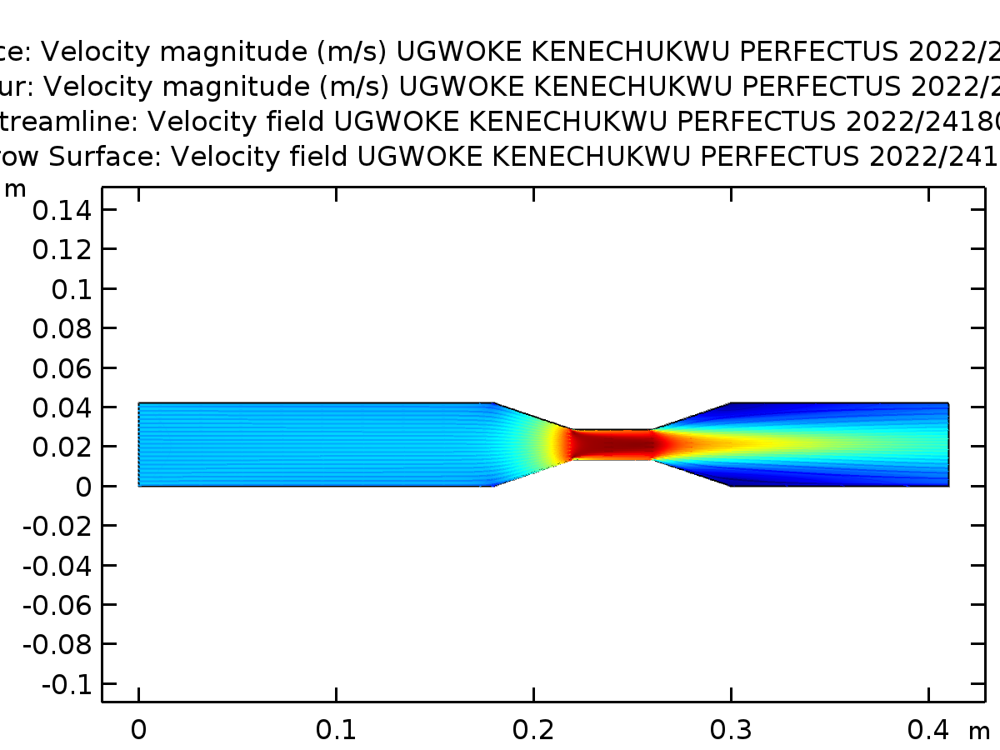 ce: Velocity magnitude (m/s) UGWOKE KENECHUKWU PERFECTUS 2022/2
ur: Velocity magnitude (m/s) UGWOKE KENECHUKWU PERFECTUS 2022/2
treamline: Velocity field UGWOKE KENECHUKWU PERFECTUS 2022/24180
ow Surface: Velocity field UGWOKE KENECHUKWU PERFECTUS 2022/241
m
0.14
0.12
0.1
0.08
0.06
0.04
0.02
0
-0.02
-0.04
-0.06
-0.08
-0.1
0 0.1 0.2 0.3 0.4 m